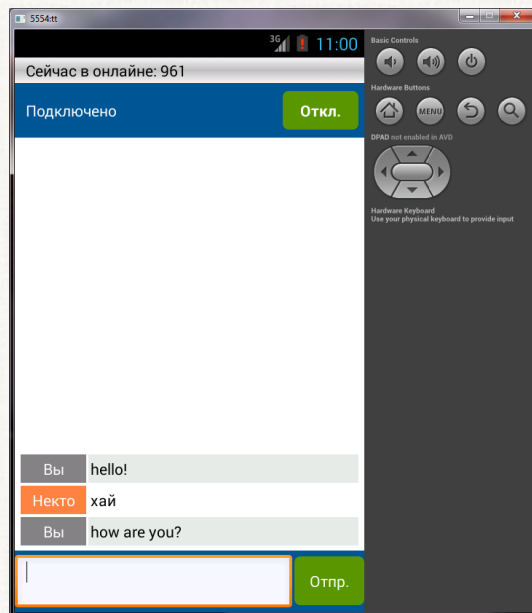 5554:tt
3G 11:00
Сейчас в онлайне: 961
Подключено Откл.
Вы hello!
Некто хай
Вы how are you?
Отпр.
Basic Controls
Hardware Buttons
MENU
DPAD not enabled in AVD
Hardware Keyboard
Use your physical keyboard to provide input